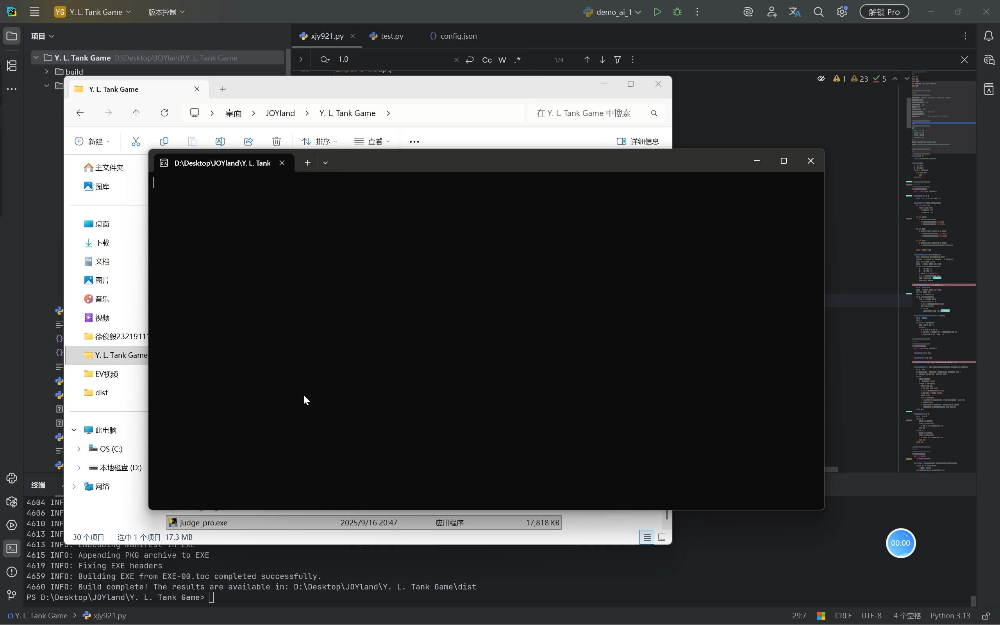 YG Y. L. Tank Game
版本控制
demo_ai_1
解锁 Pro
项目
xjy921.py
test.py
config.json
Y. L. Tank Game D:\Desktop\JOYland\Y. L. Tank Game
build
1.0
Cc W .*
1/4
1 23 5
Y. L. Tank Game
桌面 > JOYland > Y. L. Tank Game >
在 Y. L. Tank Game 中搜索
新建
排序
查看
详细信息
D:\Desktop\JOYland\Y. L. Tank
主文件夹
图库
桌面
下载
文档
图片
音乐
视频
徐俊毅2321911
Y. L. Tank Game
EV视频
dist
此电脑
OS (C:)
本地磁盘 (D:)
网络
judge_pro.exe 2025/9/16 20:47 应用程序 17,818 KB
30 个项目 选中 1 个项目 17.3 MB
00:00
终端
4604 INF
4606 INF
4610 INF
4613 INF
4613 INFO: Embedding manifest in EXE
4615 INFO: Appending PKG archive to EXE
4619 INFO: Fixing EXE headers
4659 INFO: Building EXE from EXE-00.toc completed successfully.
4660 INFO: Build complete! The results are available in: D:\Desktop\JOYland\Y. L. Tank Game\dist
PS D:\Desktop\JOYland\Y. L. Tank Game>
Y. L. Tank Game > xjy921.py
29:7 CRLF UTF-8 4 个空格 Python 3.13